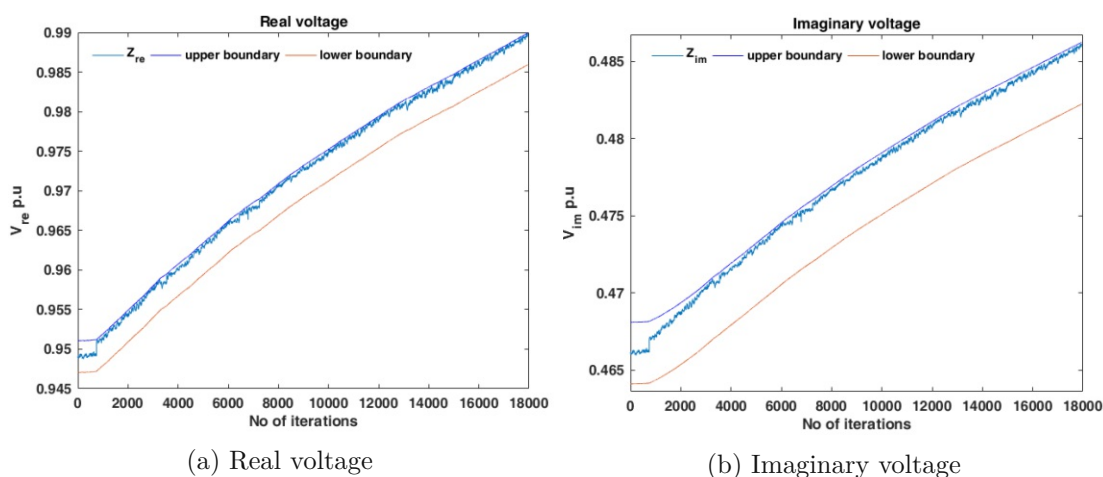 Real voltage
Z_re upper boundary lower boundary
0.99
0.985
0.98
0.975
0.97
0.965
0.96
0.955
0.95
0.945
V_re p.u
0 2000 4000 6000 8000 10000 12000 14000 16000 18000
No of iterations
(a) Real voltage
Imaginary voltage
Z_im upper boundary lower boundary
0.485
0.48
0.475
0.47
0.465
V_im p.u
0 2000 4000 6000 8000 10000 12000 14000 16000 18000
No of iterations
(b) Imaginary voltage